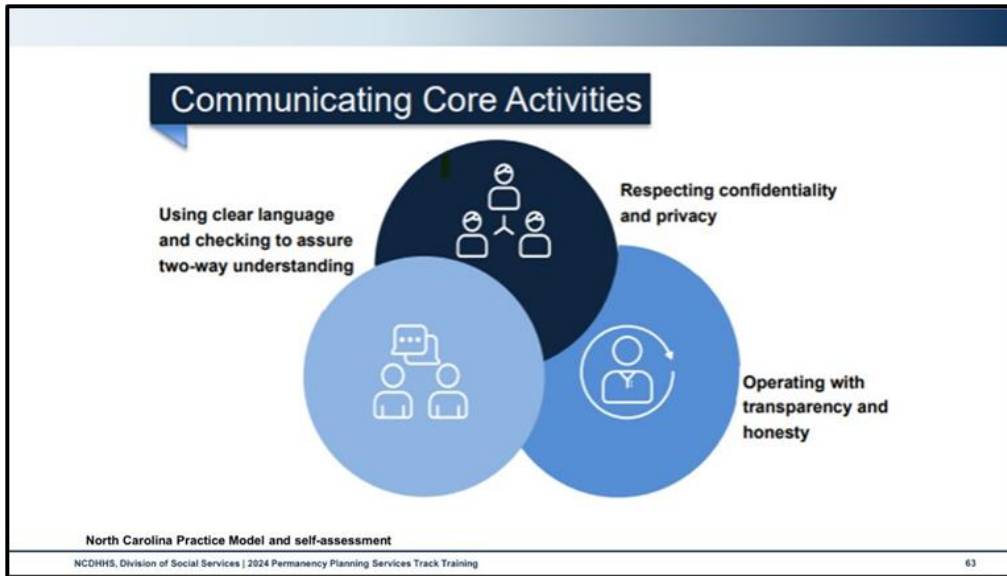 Communicating Core Activities
Using clear language
and checking to assure
two-way understanding
Respecting confidentiality
and privacy
Operating with
transparency and
honesty
North Carolina Practice Model and self-assessment
NCDHHS, Division of Social Services | 2024 Permanency Planning Services Track Training
63